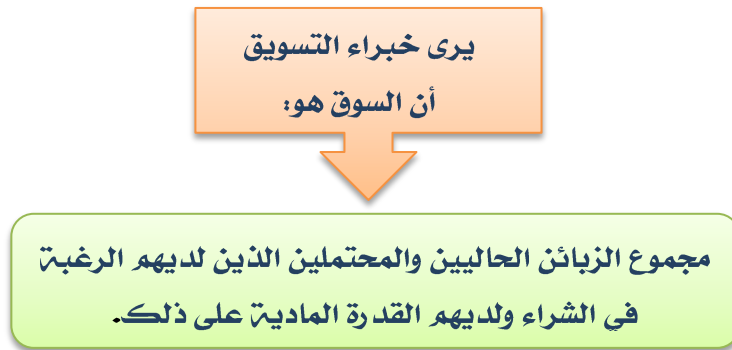 يرى خبراء التسويق
أن السوق هو:
مجموع الزبائن الحاليين والمحتملين الذين لديهم الرغبة
في الشراء ولديهم القدرة المادية على ذلك.